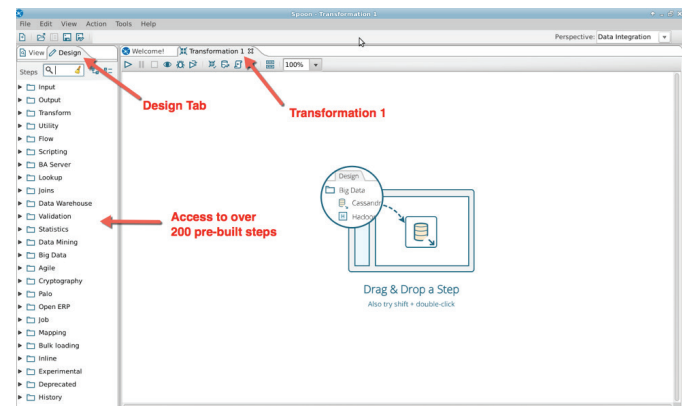 Spoon - Transformation 1
File Edit View Action Tools Help
Perspective: Data Integration
View Design
Welcome! Transformation 1
Steps
100%
Input
Output
Transform
Utility
Flow
Scripting
BA Server
Lookup
Joins
Data Warehouse
Validation
Statistics
Data Mining
Big Data
Agile
Cryptography
Palo
Open ERP
Job
Mapping
Bulk loading
Inline
Experimental
Deprecated
History
Design Tab
Transformation 1
Access to over
200 pre-built steps
Design
Big Data
Cassandr
Hadoop
Drag & Drop a Step
Also try shift + double-click